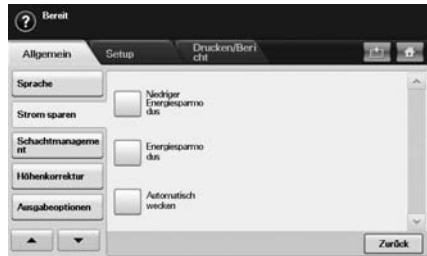 ?
Bereit
Allgemein
Setup
Drucken/Beri
cht
Sprache
Strom sparen
Schachtmanageme
nt
Höhenkorrektur
Ausgabeoptionen
Niedriger
Energiesparmo
dus
Energiesparmo
dus
Automatisch
wecken
Zurück